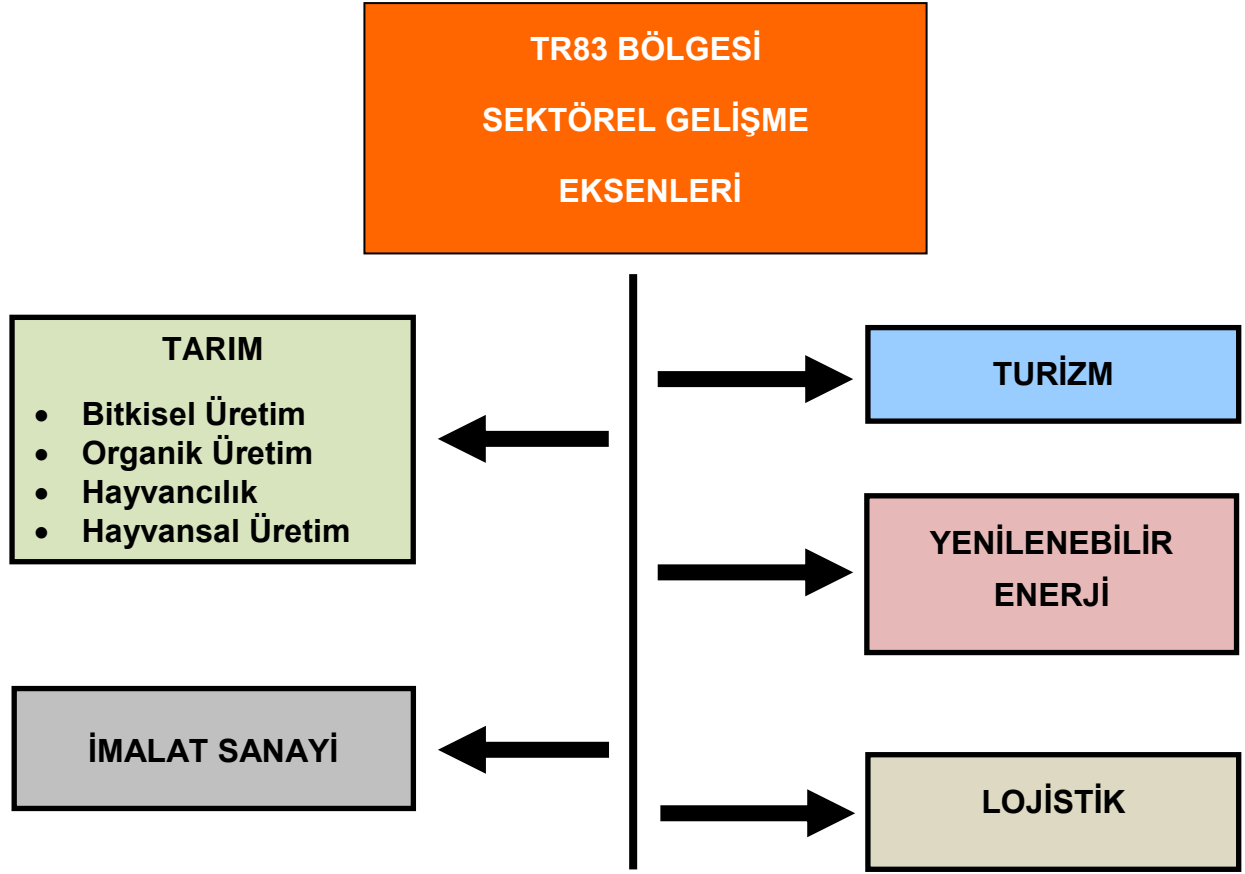 TR83 BÖLGESİ
SEKTÖREL GELİŞME
EKSENLERİ
TARIM
• Bitkisel Üretim
• Organik Üretim
• Hayvancılık
• Hayvansal Üretim
İMALAT SANAYİ
TURİZM
YENİLENEBİLİR
ENERJİ
LOJİSTİK